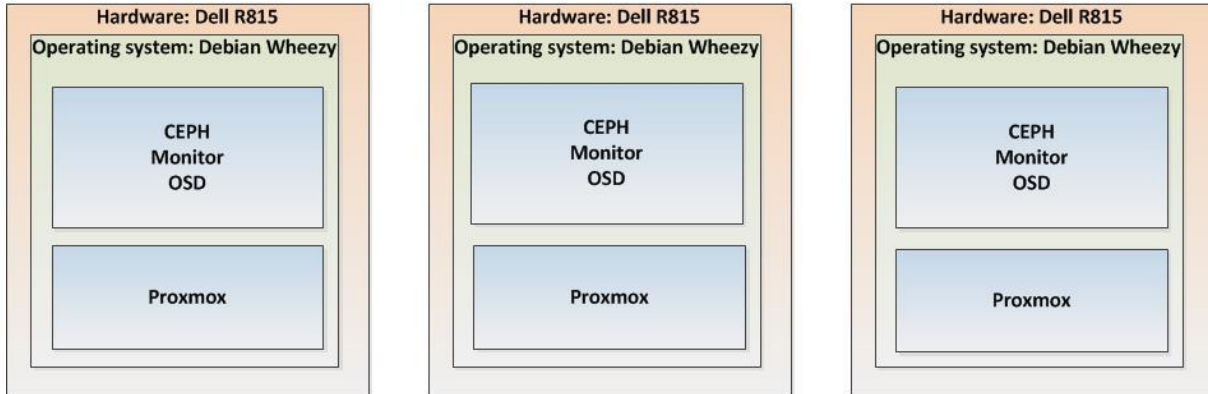 Hardware: Dell R815
Operating system: Debian Wheezy
CEPH
Monitor
OSD
Proxmox
Hardware: Dell R815
Operating system: Debian Wheezy
CEPH
Monitor
OSD
Proxmox
Hardware: Dell R815
Operating system: Debian Wheezy
CEPH
Monitor
OSD
Proxmox